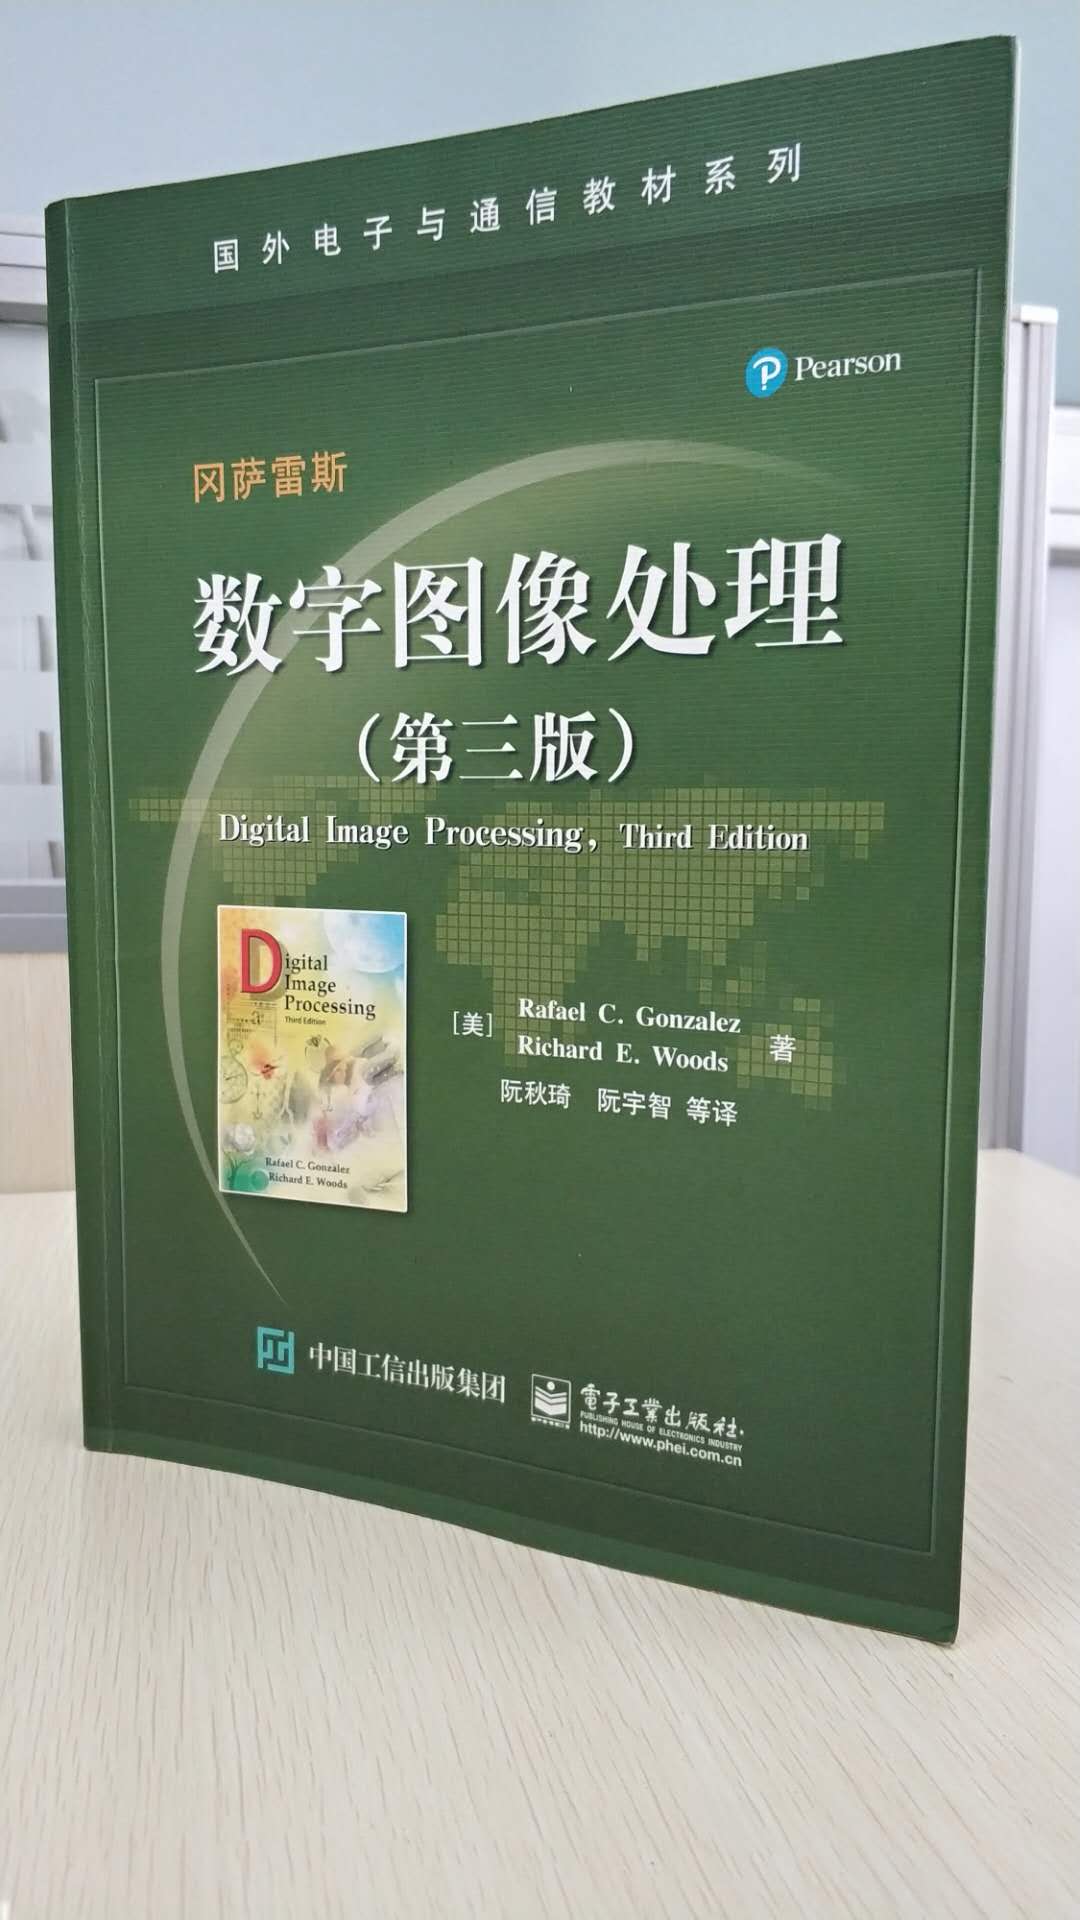 国外电子与通信教材系列
Pearson
冈萨雷斯
数字图像处理
（第三版）
Digital Image Processing, Third Edition
Digital
Image
Processing
Third Edition
Rafael C. Gonzalez
Richard E. Woods
[美] Rafael C. Gonzalez
Richard E. Woods 著
阮秋琦 阮宇智 等译
中国工信出版集团
電子工業出版社.
PUBLISHING HOUSE OF ELECTRONICS INDUSTRY
http://www.phei.com.cn